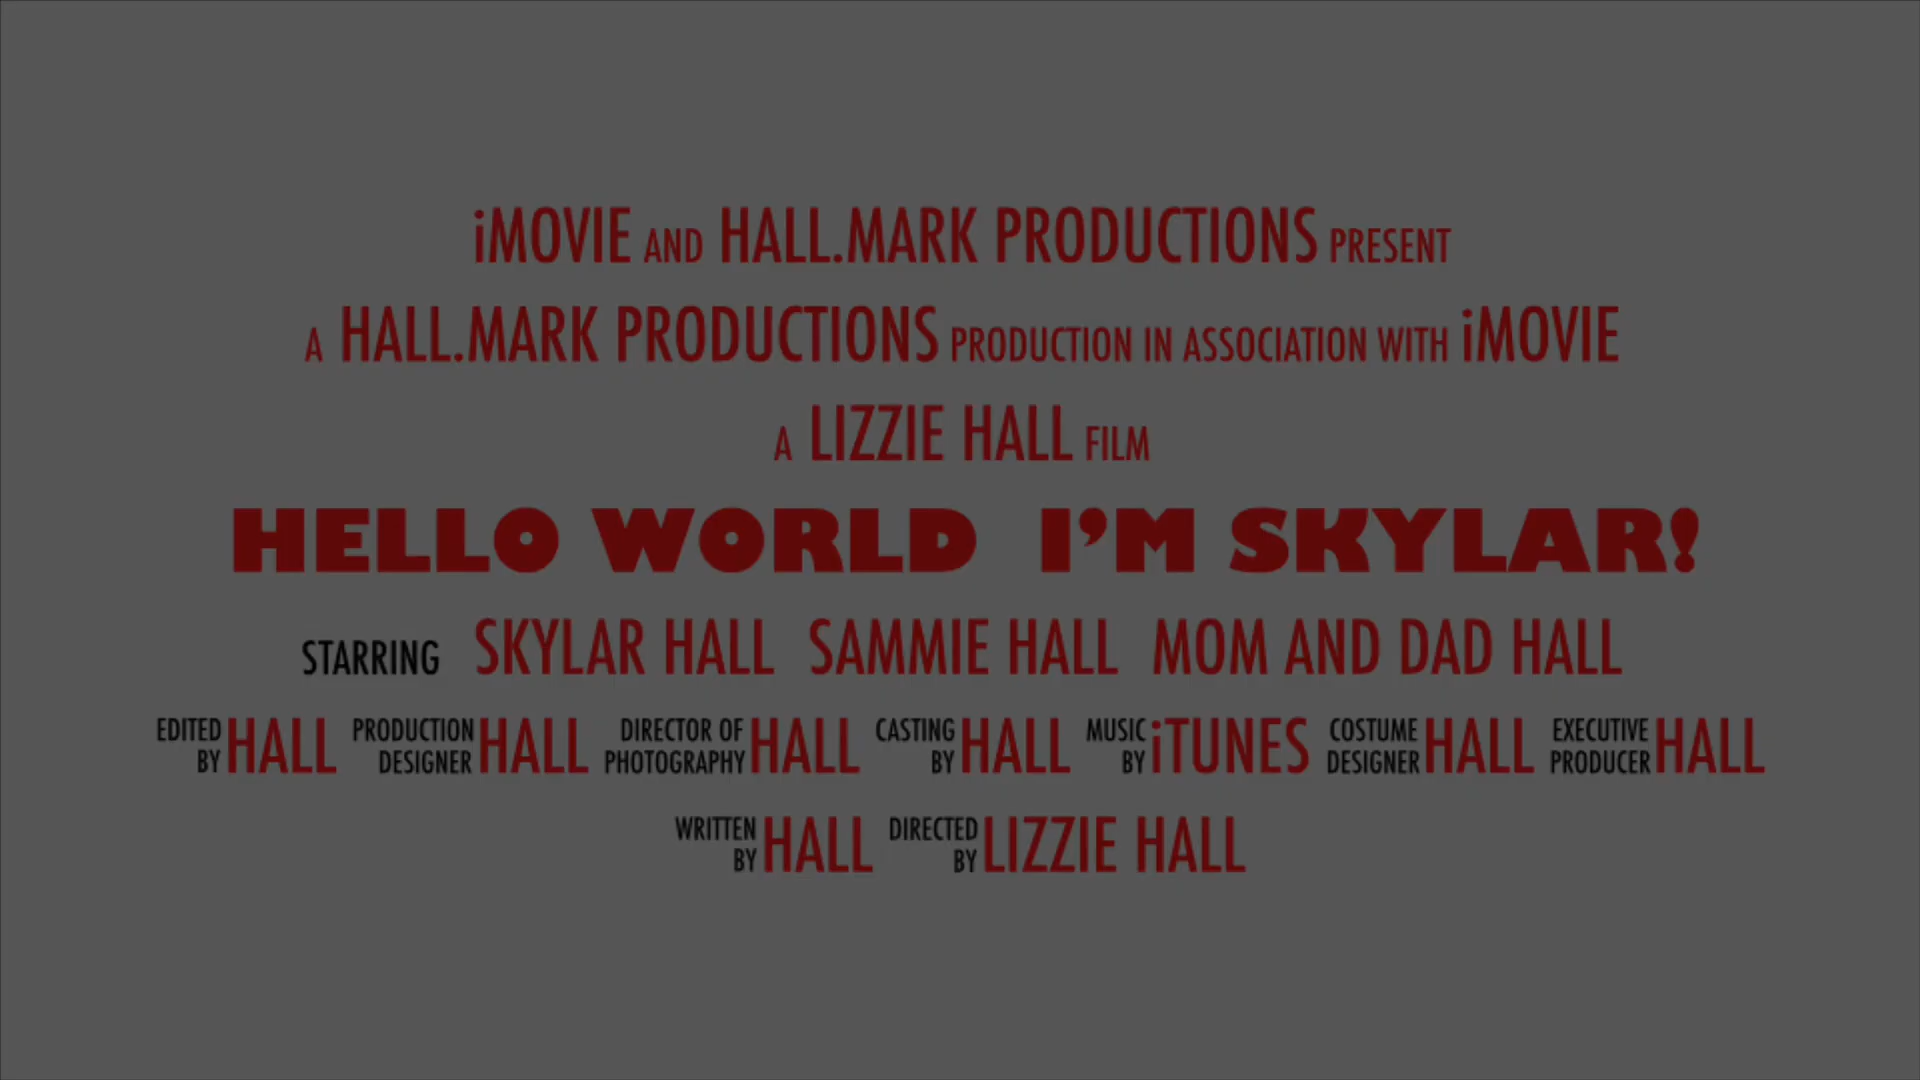 iMOVIE AND HALL.MARK PRODUCTIONS PRESENT
A HALL.MARK PRODUCTIONS PRODUCTION IN ASSOCIATION WITH iMOVIE
A LIZZIE HALL FILM
HELLO WORLD I'M SKYLAR!
STARRING SKYLAR HALL SAMMIE HALL MOM AND DAD HALL
EDITED BY HALL PRODUCTION DESIGNER HALL DIRECTOR OF PHOTOGRAPHY HALL CASTING BY HALL MUSIC BY iTUNES COSTUME DESIGNER HALL EXECUTIVE PRODUCER HALL
WRITTEN BY HALL DIRECTED BY LIZZIE HALL